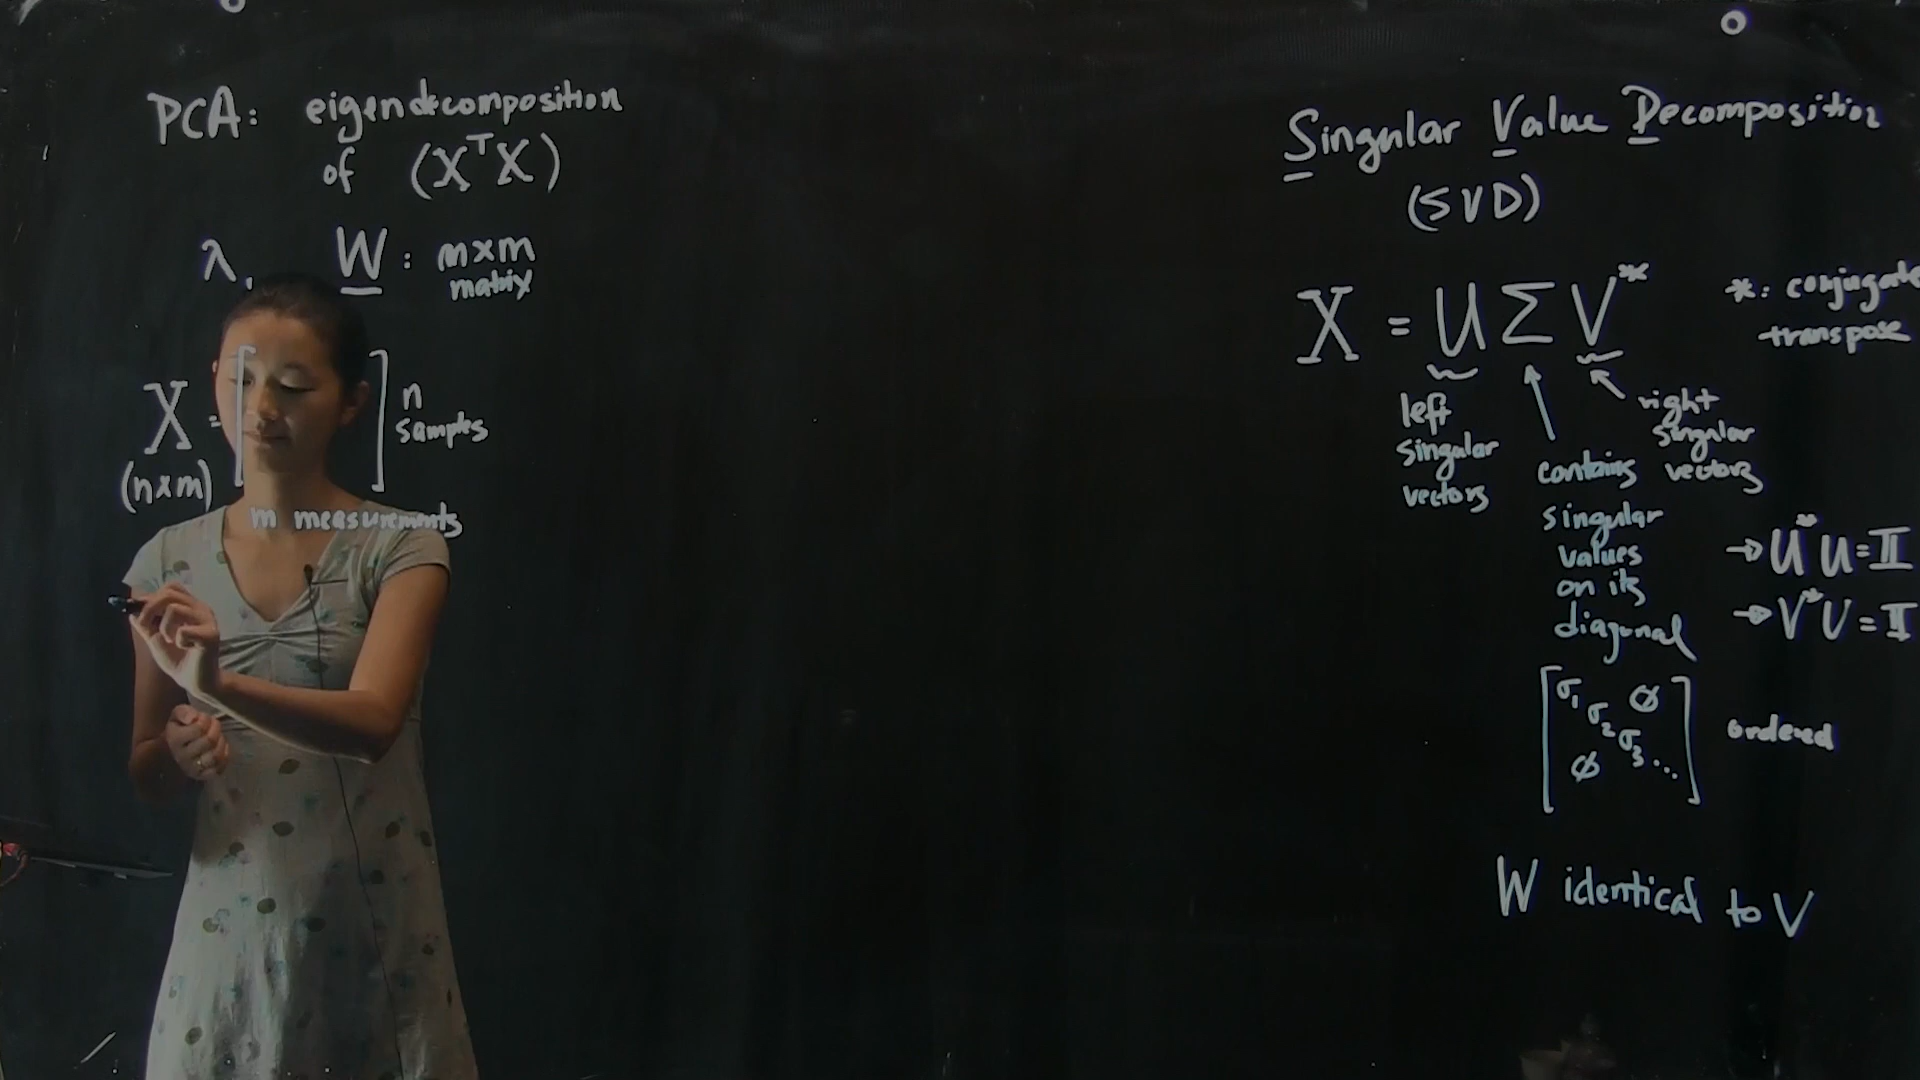 PCA: eigendecomposition
of (XᵀX)
λ, W : m×m
matrix
X = [ ] n
samples
(n×m)
m measurements
Singular Value Decomposition
(SVD)
X = U Σ V*
*: conjugate
transpose
left
singular
vectors
contains
singular
values
on its
diagonal
right
singular
vectors
→ U* U = I
→ V* V = I
σ₁ ∅
σ₂
∅ σ₃ ...
ordered
W identical to V